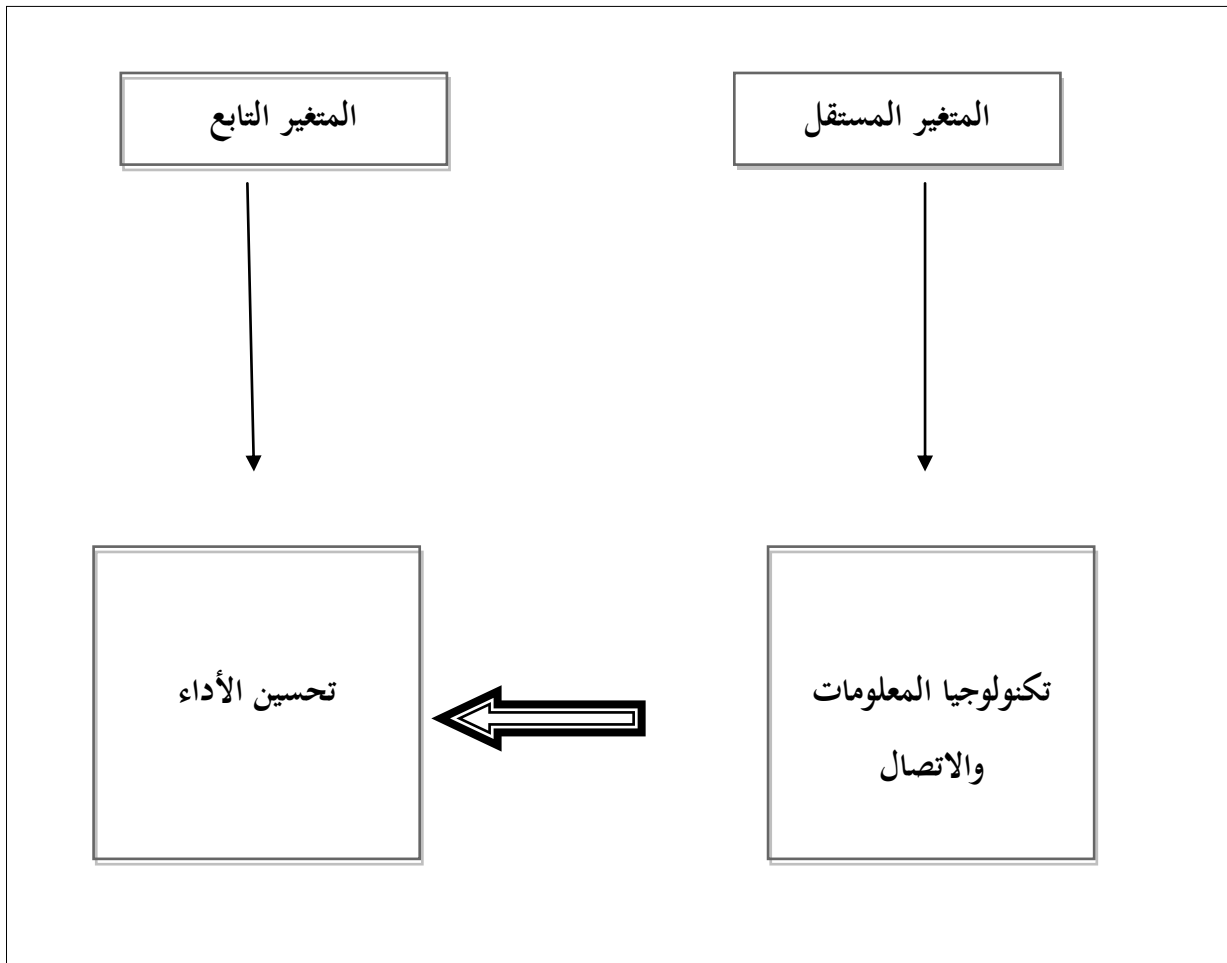 المتغير المستقل
المتغير التابع
تكنولوجيا المعلومات
والاتصال
تحسين الأداء